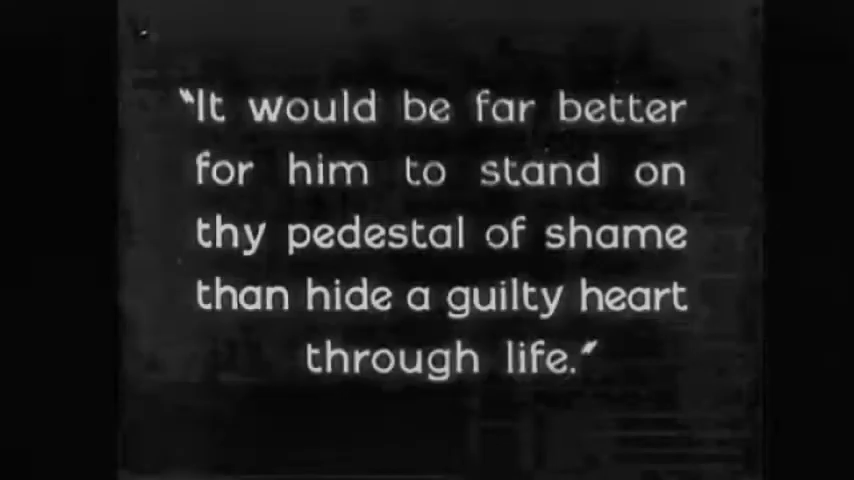 "It would be far better
for him to stand on
thy pedestal of shame
than hide a guilty heart
through life."